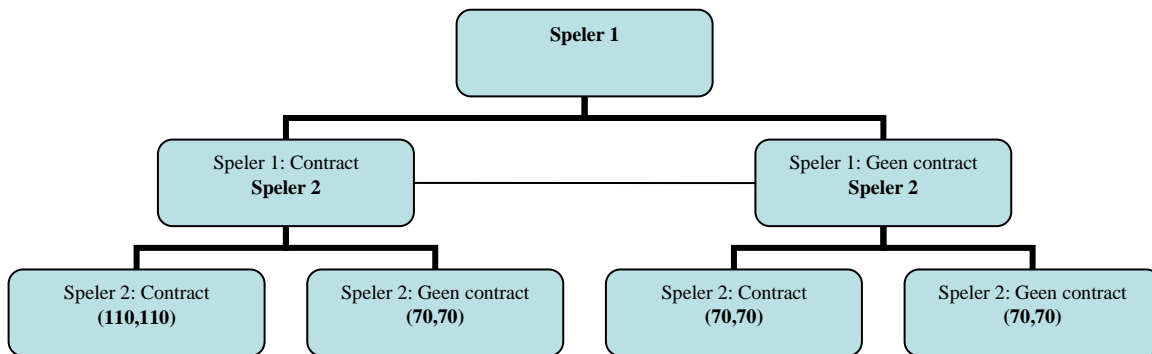 Speler 1
Speler 1: Contract
Speler 2
Speler 1: Geen contract
Speler 2
Speler 2: Contract
(110,110)
Speler 2: Geen contract
(70,70)
Speler 2: Contract
(70,70)
Speler 2: Geen contract
(70,70)